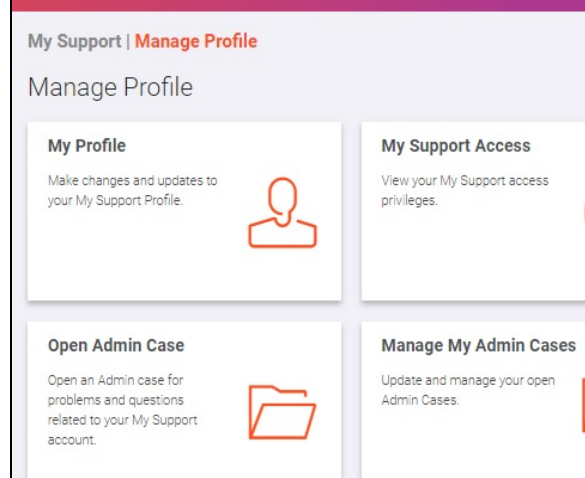 My Support | Manage Profile
Manage Profile
My Profile
Make changes and updates to
your My Support Profile.
My Support Access
View your My Support access
privileges.
Open Admin Case
Open an Admin case for
problems and questions
related to your My Support
account.
Manage My Admin Cases
Update and manage your open
Admin Cases.